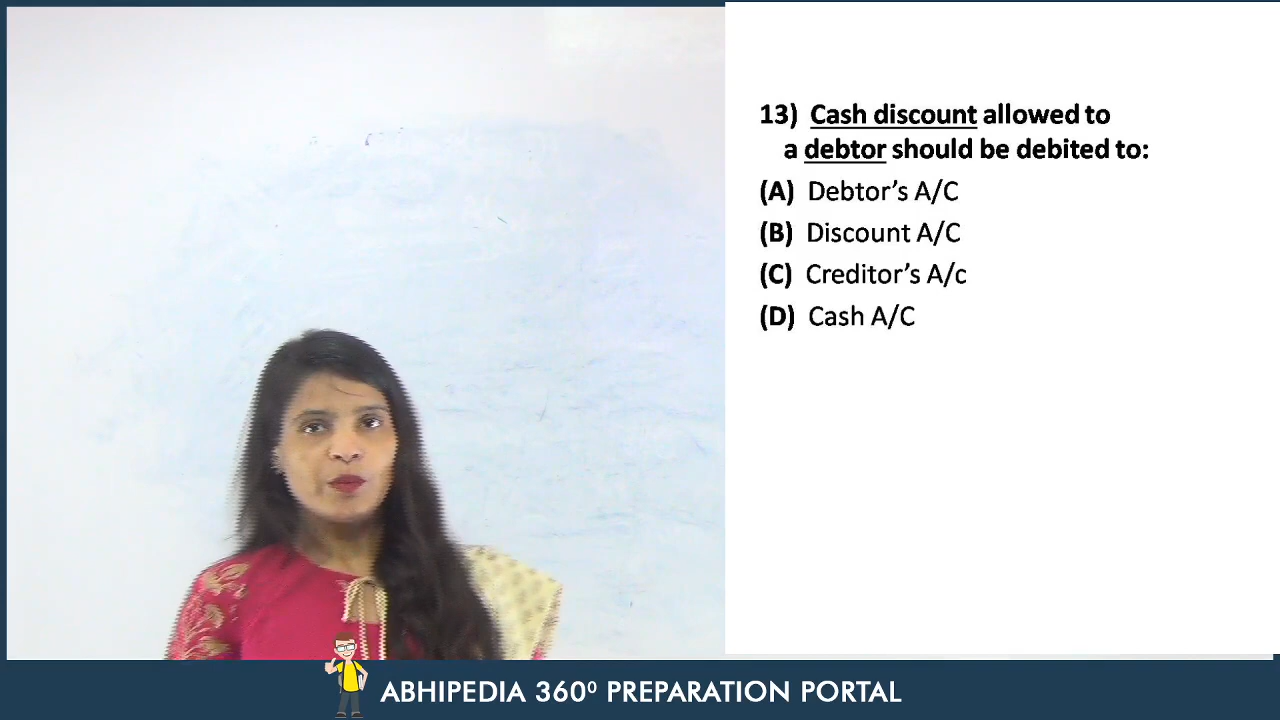 13) Cash discount allowed to
a debtor should be debited to:
(A) Debtor's A/C
(B) Discount A/C
(C) Creditor's A/c
(D) Cash A/C
ABHIPEDIA 360⁰ PREPARATION PORTAL